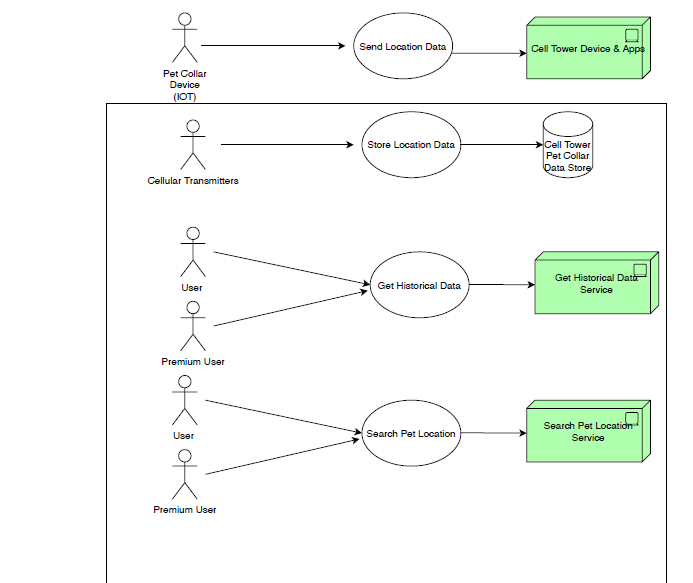 Send Location Data
Cell Tower Device & Apps
Pet Collar
Device
(IOT)
Store Location Data
Cell Tower
Pet Collar
Data Store
Cellular Transmitters
User
Get Historical Data
Get Historical Data
Service
Premium User
User
Search Pet Location
Search Pet Location
Service
Premium User